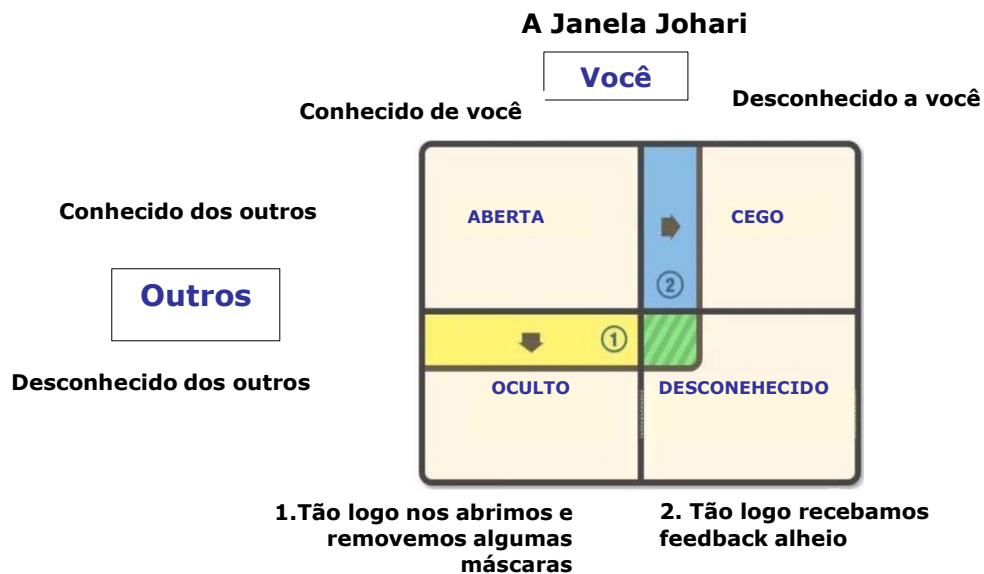 A Janela Johari
Você
Conhecido de você
Desconhecido a você
Conhecido dos outros
ABERTA
CEGO
2
Outros
1
Desconhecido dos outros
OCULTO
DESCONEHECIDO
1.Tão logo nos abrimos e
removemos algumas
máscaras
2. Tão logo recebamos
feedback alheio